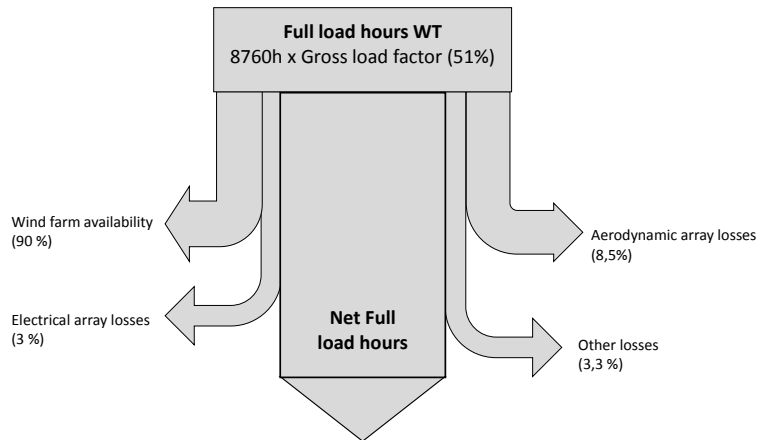 Full load hours WT
8760h x Gross load factor (51%)
Wind farm availability
(90 %)
Aerodynamic array losses
(8,5%)
Electrical array losses
(3 %)
Net Full
load hours
Other losses
(3,3 %)